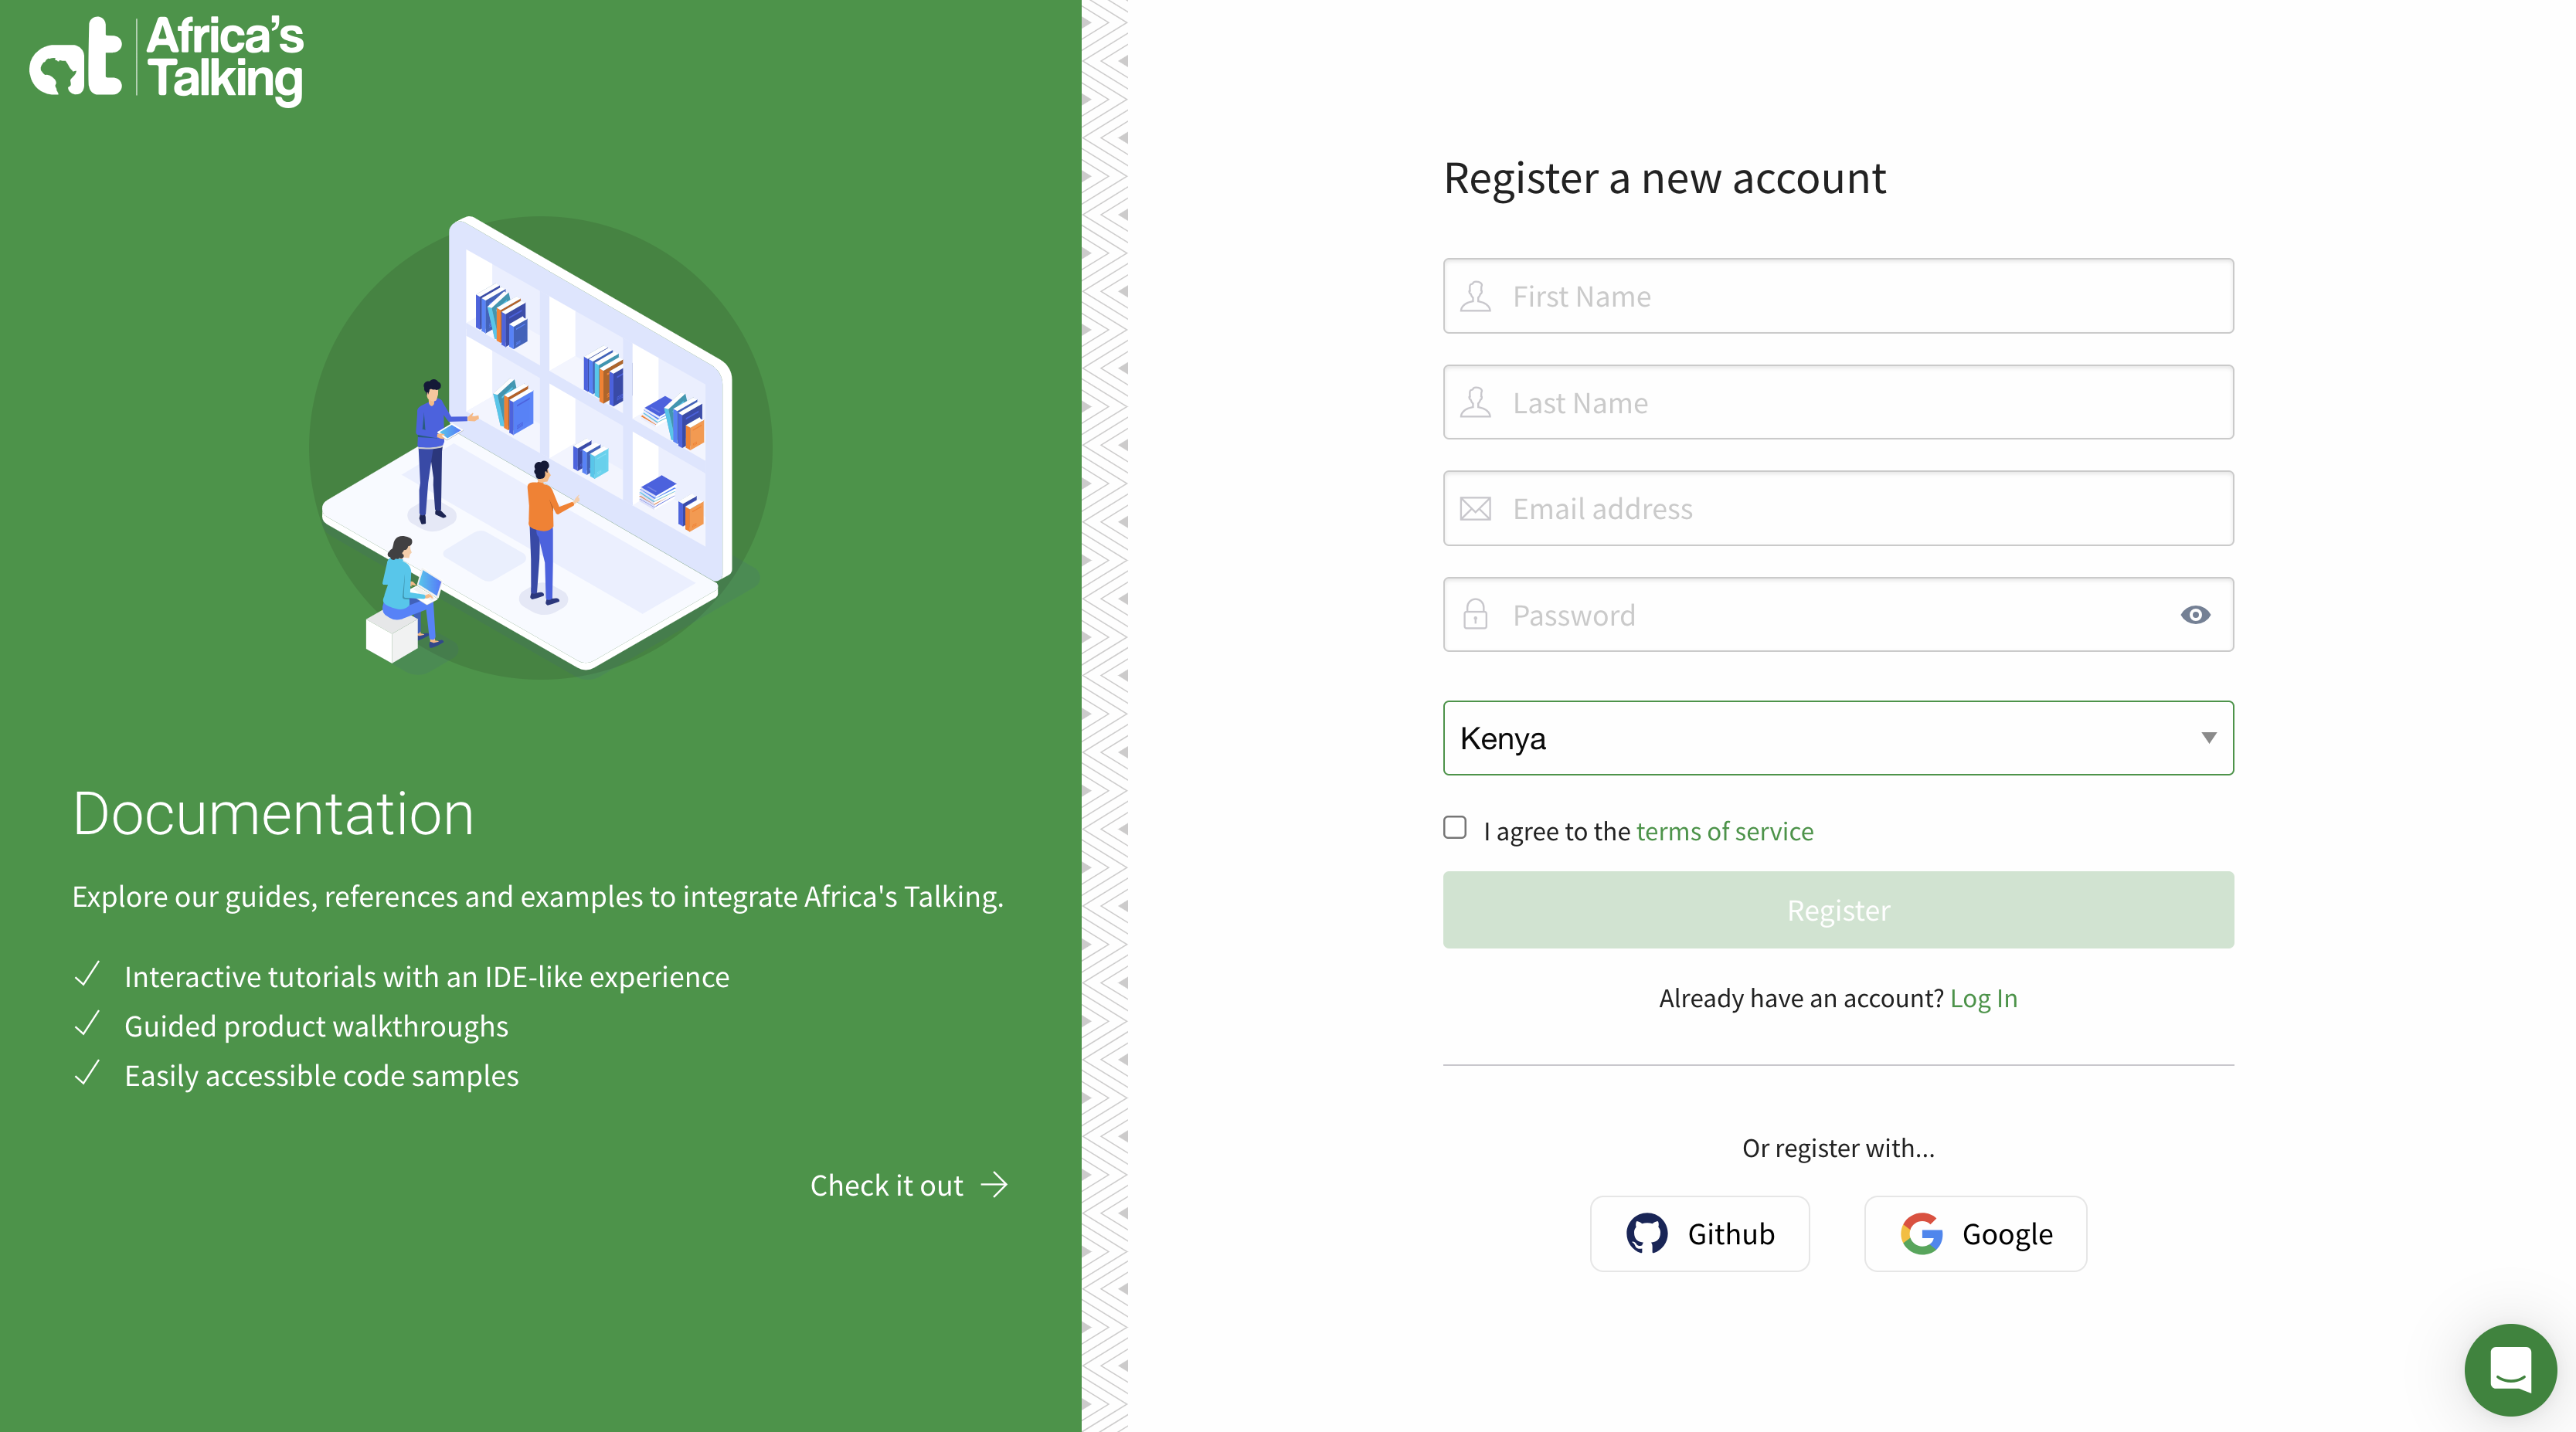 at
Africa's
Talking
Documentation
Explore our guides, references and examples to integrate Africa's Talking.
Interactive tutorials with an IDE-like experience
Guided product walkthroughs
Easily accessible code samples
Check it out
Register a new account
First Name
Last Name
Email address
Password
Kenya
I agree to the terms of service
Register
Already have an account? Log In
Or register with...
Github
Google